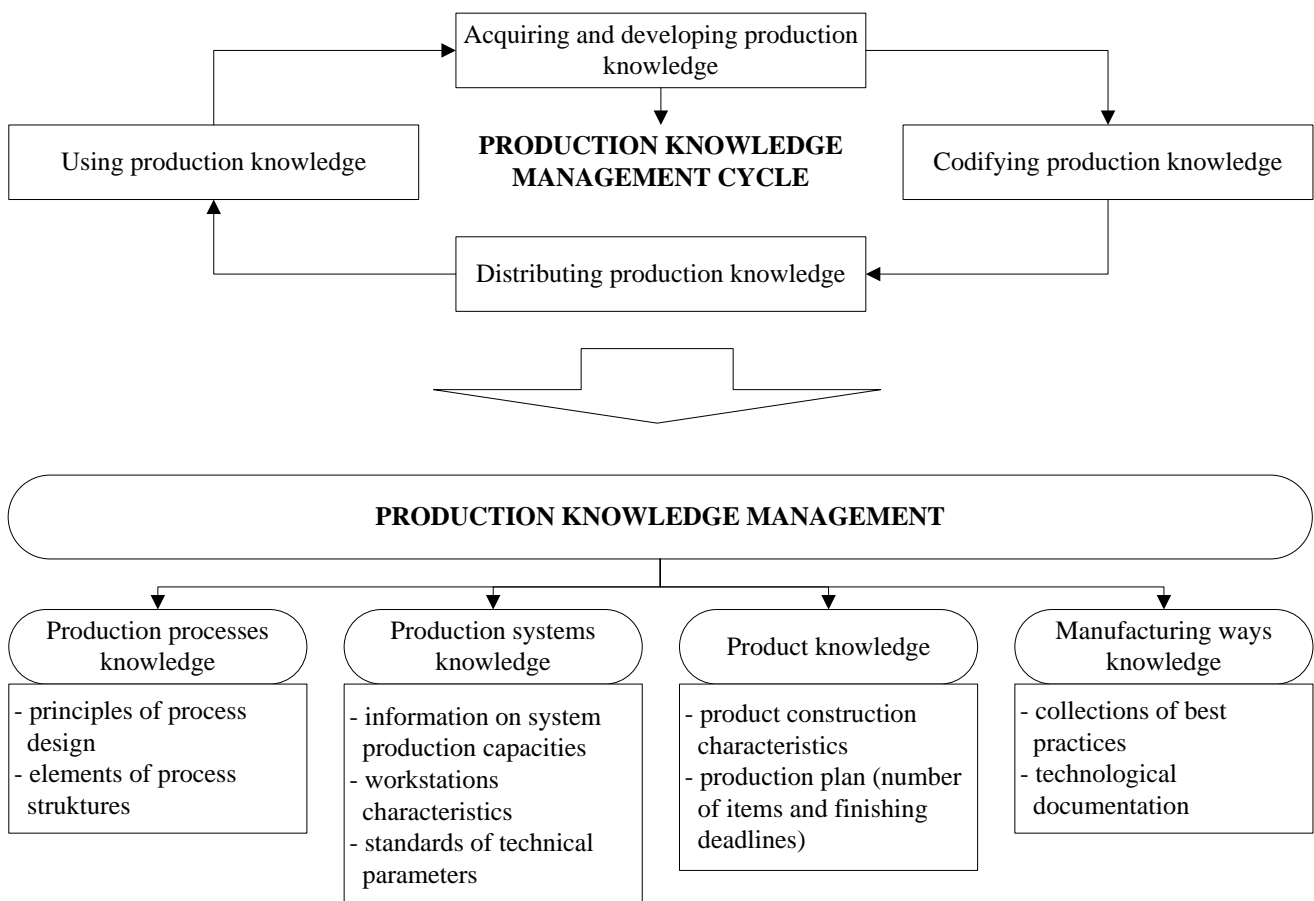 Acquiring and developing production
knowledge
Using production knowledge
PRODUCTION KNOWLEDGE
MANAGEMENT CYCLE
Codifying production knowledge
Distributing production knowledge
PRODUCTION KNOWLEDGE MANAGEMENT
Production processes
knowledge
- principles of process
design
- elements of process
struktures
Production systems
knowledge
- information on system
production capacities
- workstations
characteristics
- standards of technical
parameters
Product knowledge
- product construction
characteristics
- production plan (number
of items and finishing
deadlines)
Manufacturing ways
knowledge
- collections of best
practices
- technological
documentation